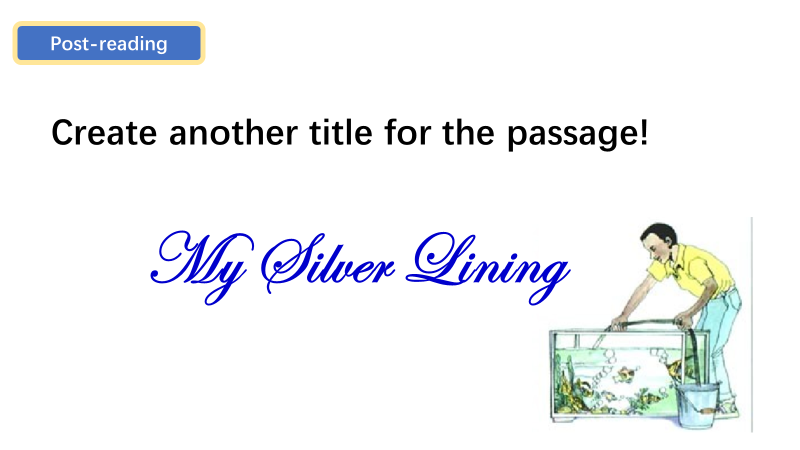 Post-reading
Create another title for the passage!
My Silver Lining